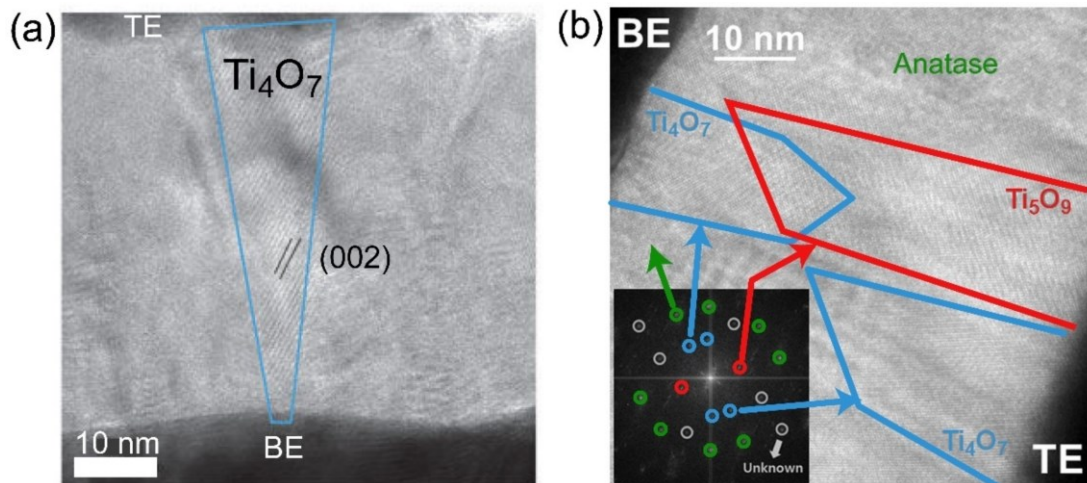 (a)
TE
Ti₄O₇
(002)
10 nm
BE
(b)
BE
10 nm
Anatase
Ti₄O₇
Ti₅O₉
Unknown
Ti₄O₇
TE